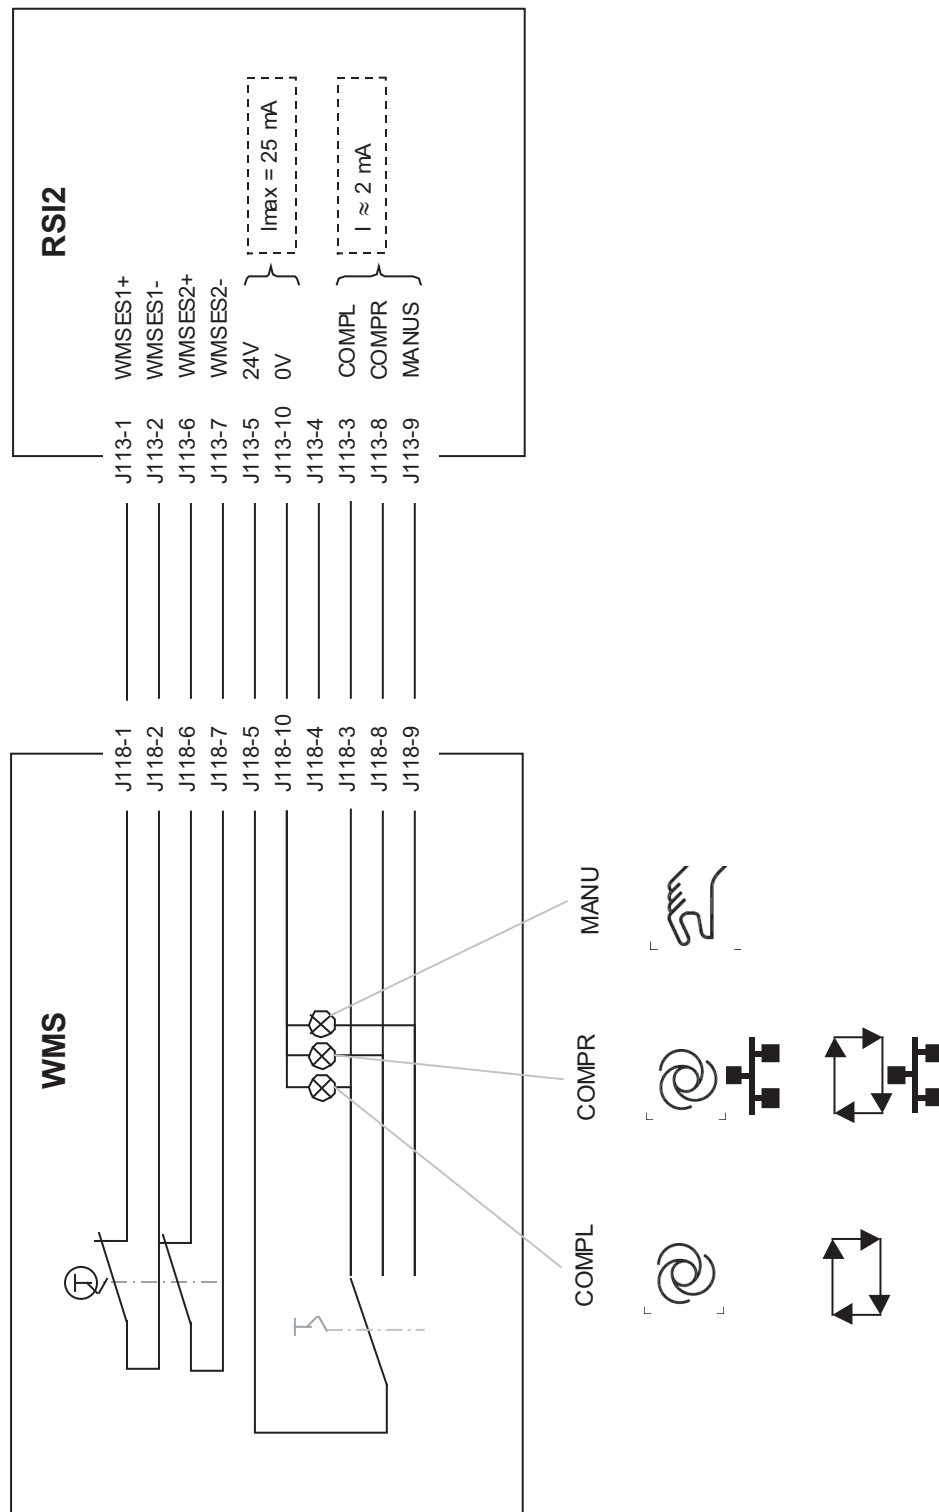 RSI2
WMSES1+
WMSES1-
WMSES2+
WMSES2-
24V
0V
COMPL
COMPR
MANUS
Imax = 25 mA
I ≈ 2 mA
J113-1
J113-2
J113-6
J113-7
J113-5
J113-10
J113-4
J113-3
J113-8
J113-9
WMS
J118-1
J118-2
J118-6
J118-7
J118-5
J118-10
J118-4
J118-3
J118-8
J118-9
MANU
COMPR
COMPL